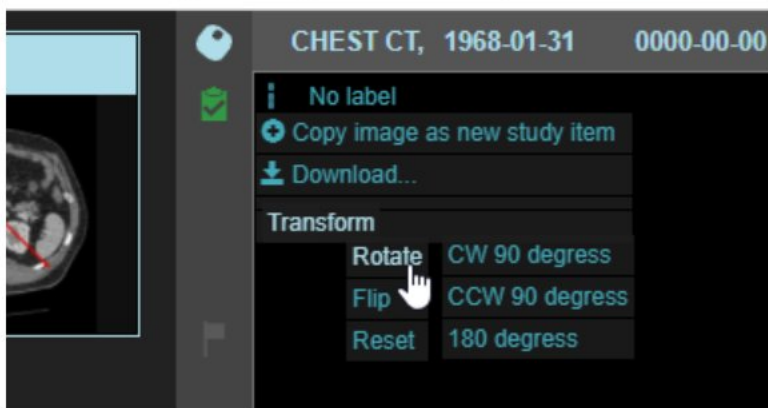 CHEST CT, 1968-01-31 0000-00-00
No label
Copy image as new study item
Download...
Transform
Rotate CW 90 degress
Flip CCW 90 degress
Reset 180 degress